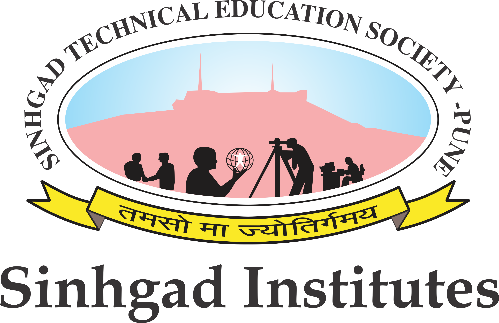 SINHGAD TECHNICAL EDUCATION SOCIETY - PUNE
तमसो मा ज्योतिर्गमय
Sinhgad Institutes